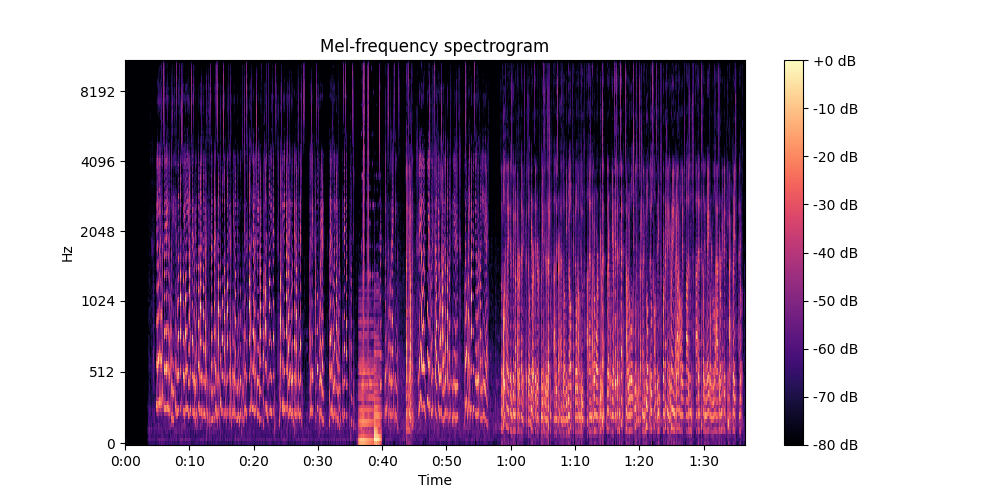 Mel-frequency spectrogram
Hz
8192
4096
2048
1024
512
0
0:00 0:10 0:20 0:30 0:40 0:50 1:00 1:10 1:20 1:30
Time
+0 dB
-10 dB
-20 dB
-30 dB
-40 dB
-50 dB
-60 dB
-70 dB
-80 dB